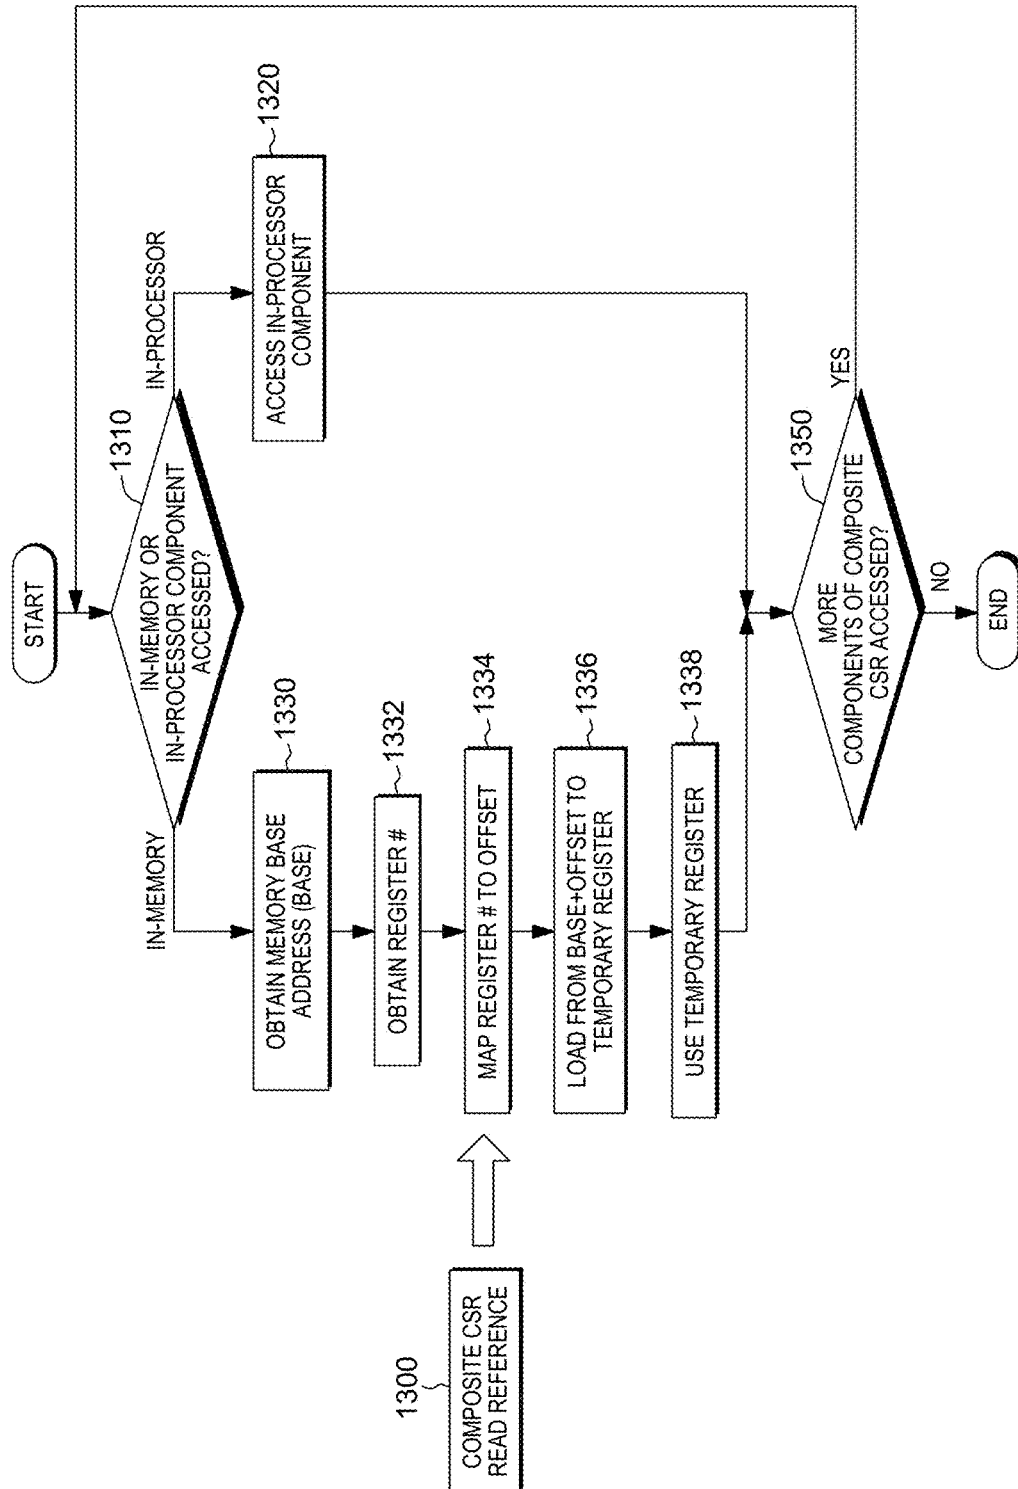 START
1310
IN-MEMORY OR
IN-PROCESSOR COMPONENT
ACCESSED?
IN-MEMORY
IN-PROCESSOR
1320
ACCESS IN-PROCESSOR
COMPONENT
1330
OBTAIN MEMORY BASE
ADDRESS (BASE)
1332
OBTAIN REGISTER #
1334
MAP REGISTER # TO OFFSET
1336
LOAD FROM BASE+OFFSET TO
TEMPORARY REGISTER
1338
USE TEMPORARY REGISTER
1300
COMPOSITE CSR
READ REFERENCE
1350
MORE
COMPONENTS OF COMPOSITE
CSR ACCESSED?
YES
NO
END